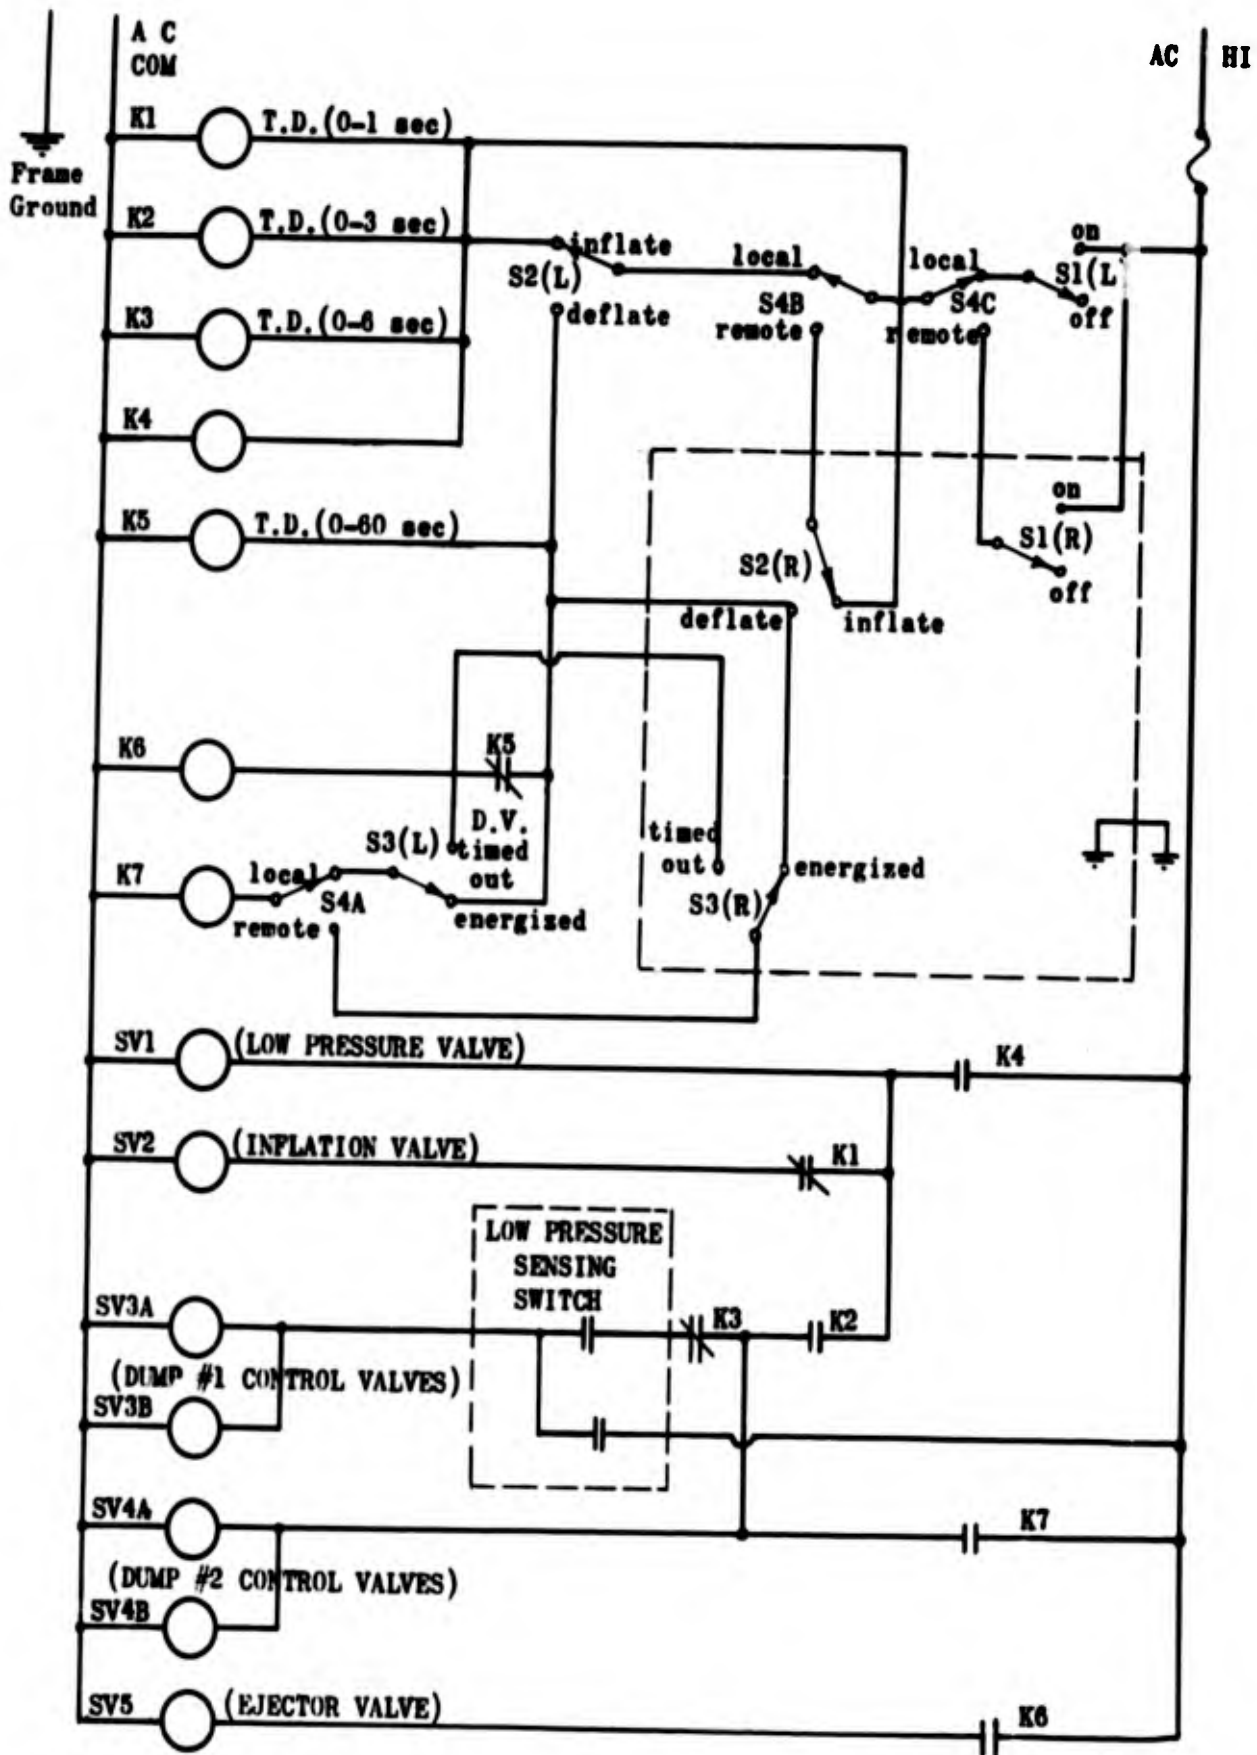 A C
COM
AC HI
Frame
Ground
K1 T.D.(0-1 sec)
K2 T.D.(0-3 sec)
inflate
S2(L)
deflate
local
S4B
remote
local
S4C
remote
on
S1(L
off
K3 T.D.(0-6 sec)
K4
K5 T.D.(0-60 sec)
on
S1(R)
off
S2(R)
deflate
inflate
K6
K5
D.V.
timed
out
S3(L)
energized
K7
local
S4A
remote
timed
out
energized
S3(R)
SV1 (LOW PRESSURE VALVE)
K4
SV2 (INFLATION VALVE)
K1
LOW PRESSURE
SENSING
SWITCH
SV3A
K3
K2
(DUMP #1 CONTROL VALVES)
SV3B
SV4A
K7
(DUMP #2 CONTROL VALVES)
SV4B
SV5 (EJECTOR VALVE)
K6